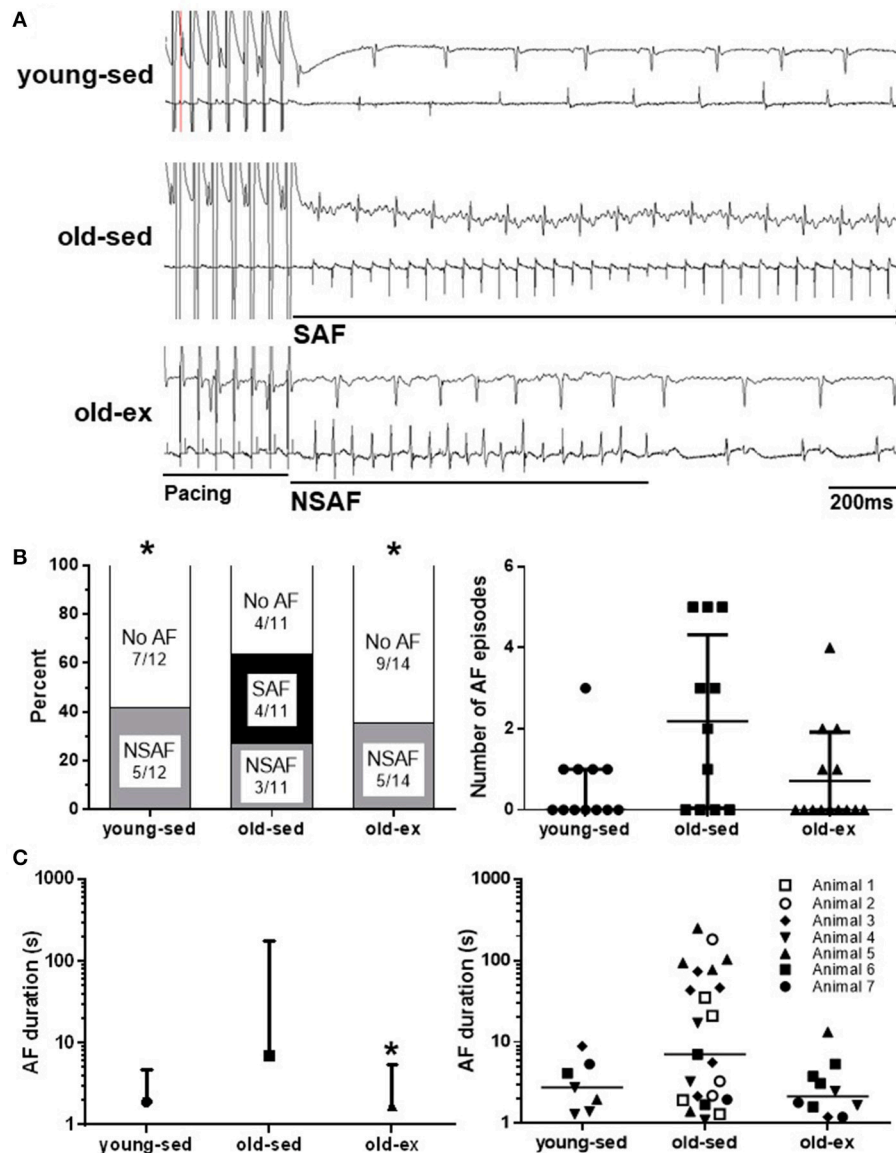 A
young-sed
old-sed
SAF
old-ex
Pacing
NSAF
200ms
B
*
*
100
80
60
40
20
0
Percent
No AF
7/12
NSAF
5/12
No AF
4/11
SAF
4/11
NSAF
3/11
No AF
9/14
NSAF
5/14
young-sed old-sed old-ex
6
4
2
0
Number of AF episodes
young-sed old-sed old-ex
C
1000
100
10
1
AF duration (s)
*
young-sed old-sed old-ex
1000
100
10
1
AF duration (s)
Animal 1
Animal 2
Animal 3
Animal 4
Animal 5
Animal 6
Animal 7
young-sed old-sed old-ex